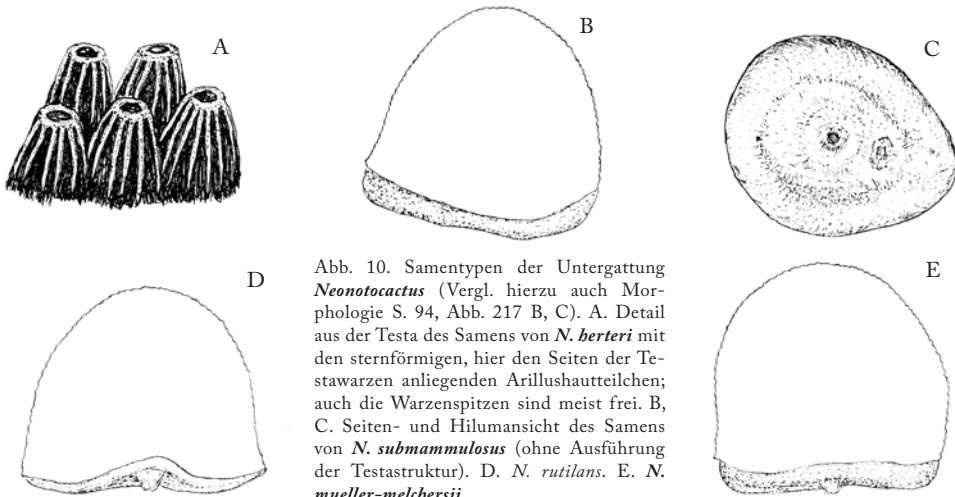 A
B
C
D
E
Abb. 10. Samentypen der Untergattung
Neonotocactus (Vergl. hierzu auch Mor-
phologie S. 94, Abb. 217 B, C). A. Detail
aus der Testa des Samens von N. herteri mit
den sternförmigen, hier den Seiten der Te-
stawarzen anliegenden Arillushautteilchen;
auch die Warzenspitzen sind meist frei. B,
C. Seiten- und Hilumansicht des Samens
von N. submammulosus (ohne Ausführung
der Testastruktur). D. N. rutilans. E. N.
mueller-melchersii